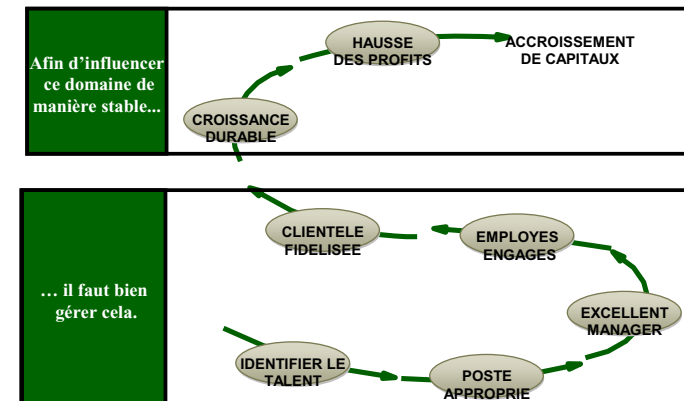 Afin d'influencer
ce domaine de
manière stable...
HAUSSE
DES PROFITS
ACCROISSEMENT
DE CAPITAUX
CROISSANCE
DURABLE
… il faut bien
gérer cela.
CLIENTELE
FIDELISEE
EMPLOYES
ENGAGES
EXCELLENT
MANAGER
IDENTIFIER LE
TALENT
POSTE
APPROPRIE